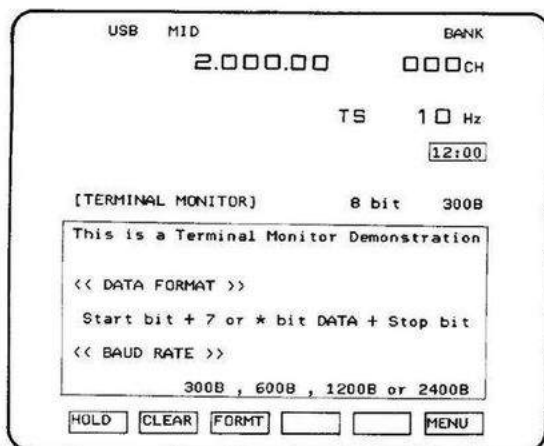 USB MID BANK
2.000.00 000CH
TS 10 Hz
12:00
[TERMINAL MONITOR] 8 bit 300B
This is a Terminal Monitor Demonstration
<< DATA FORMAT >>
Start bit + 7 or * bit DATA + Stop bit
<< BAUD RATE >>
300B , 600B , 1200B or 2400B
HOLD CLEAR FORMT MENU